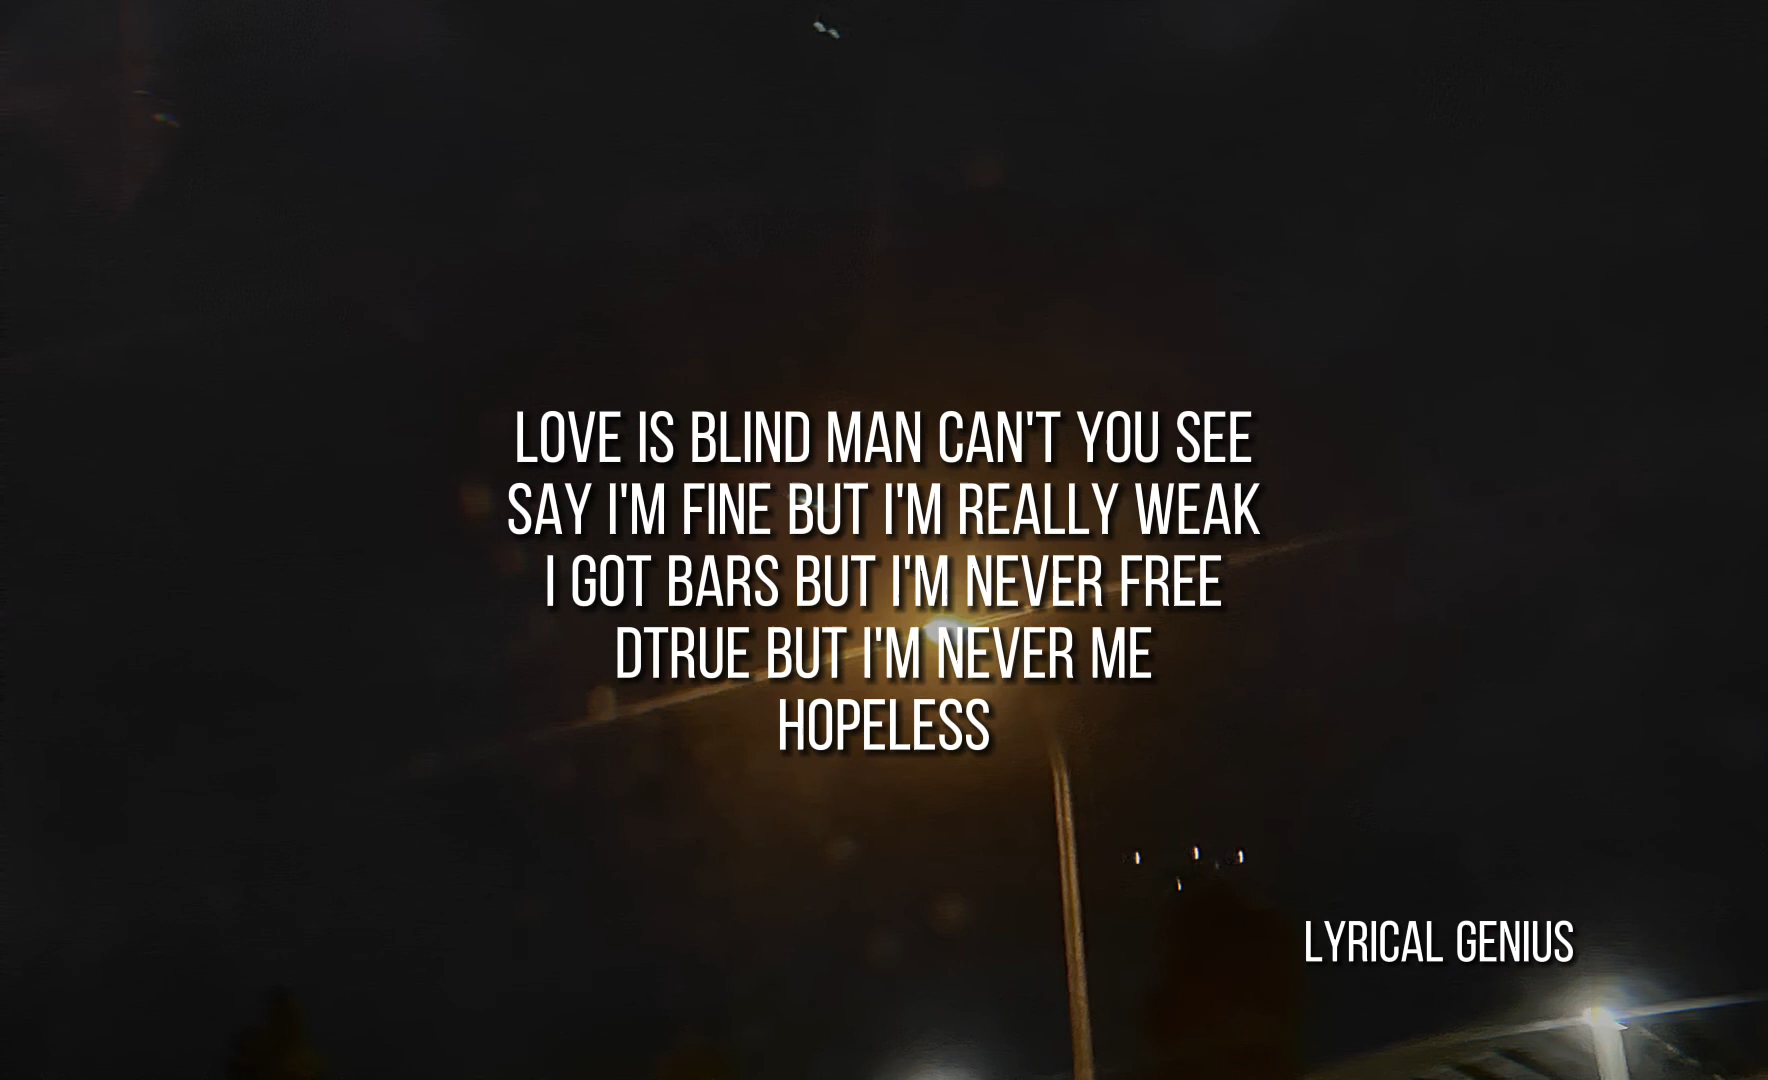 LOVE IS BLIND MAN CAN'T YOU SEE
SAY I'M FINE BUT I'M REALLY WEAK
I GOT BARS BUT I'M NEVER FREE
DTRUE BUT I'M NEVER ME
HOPELESS
LYRICAL GENIUS